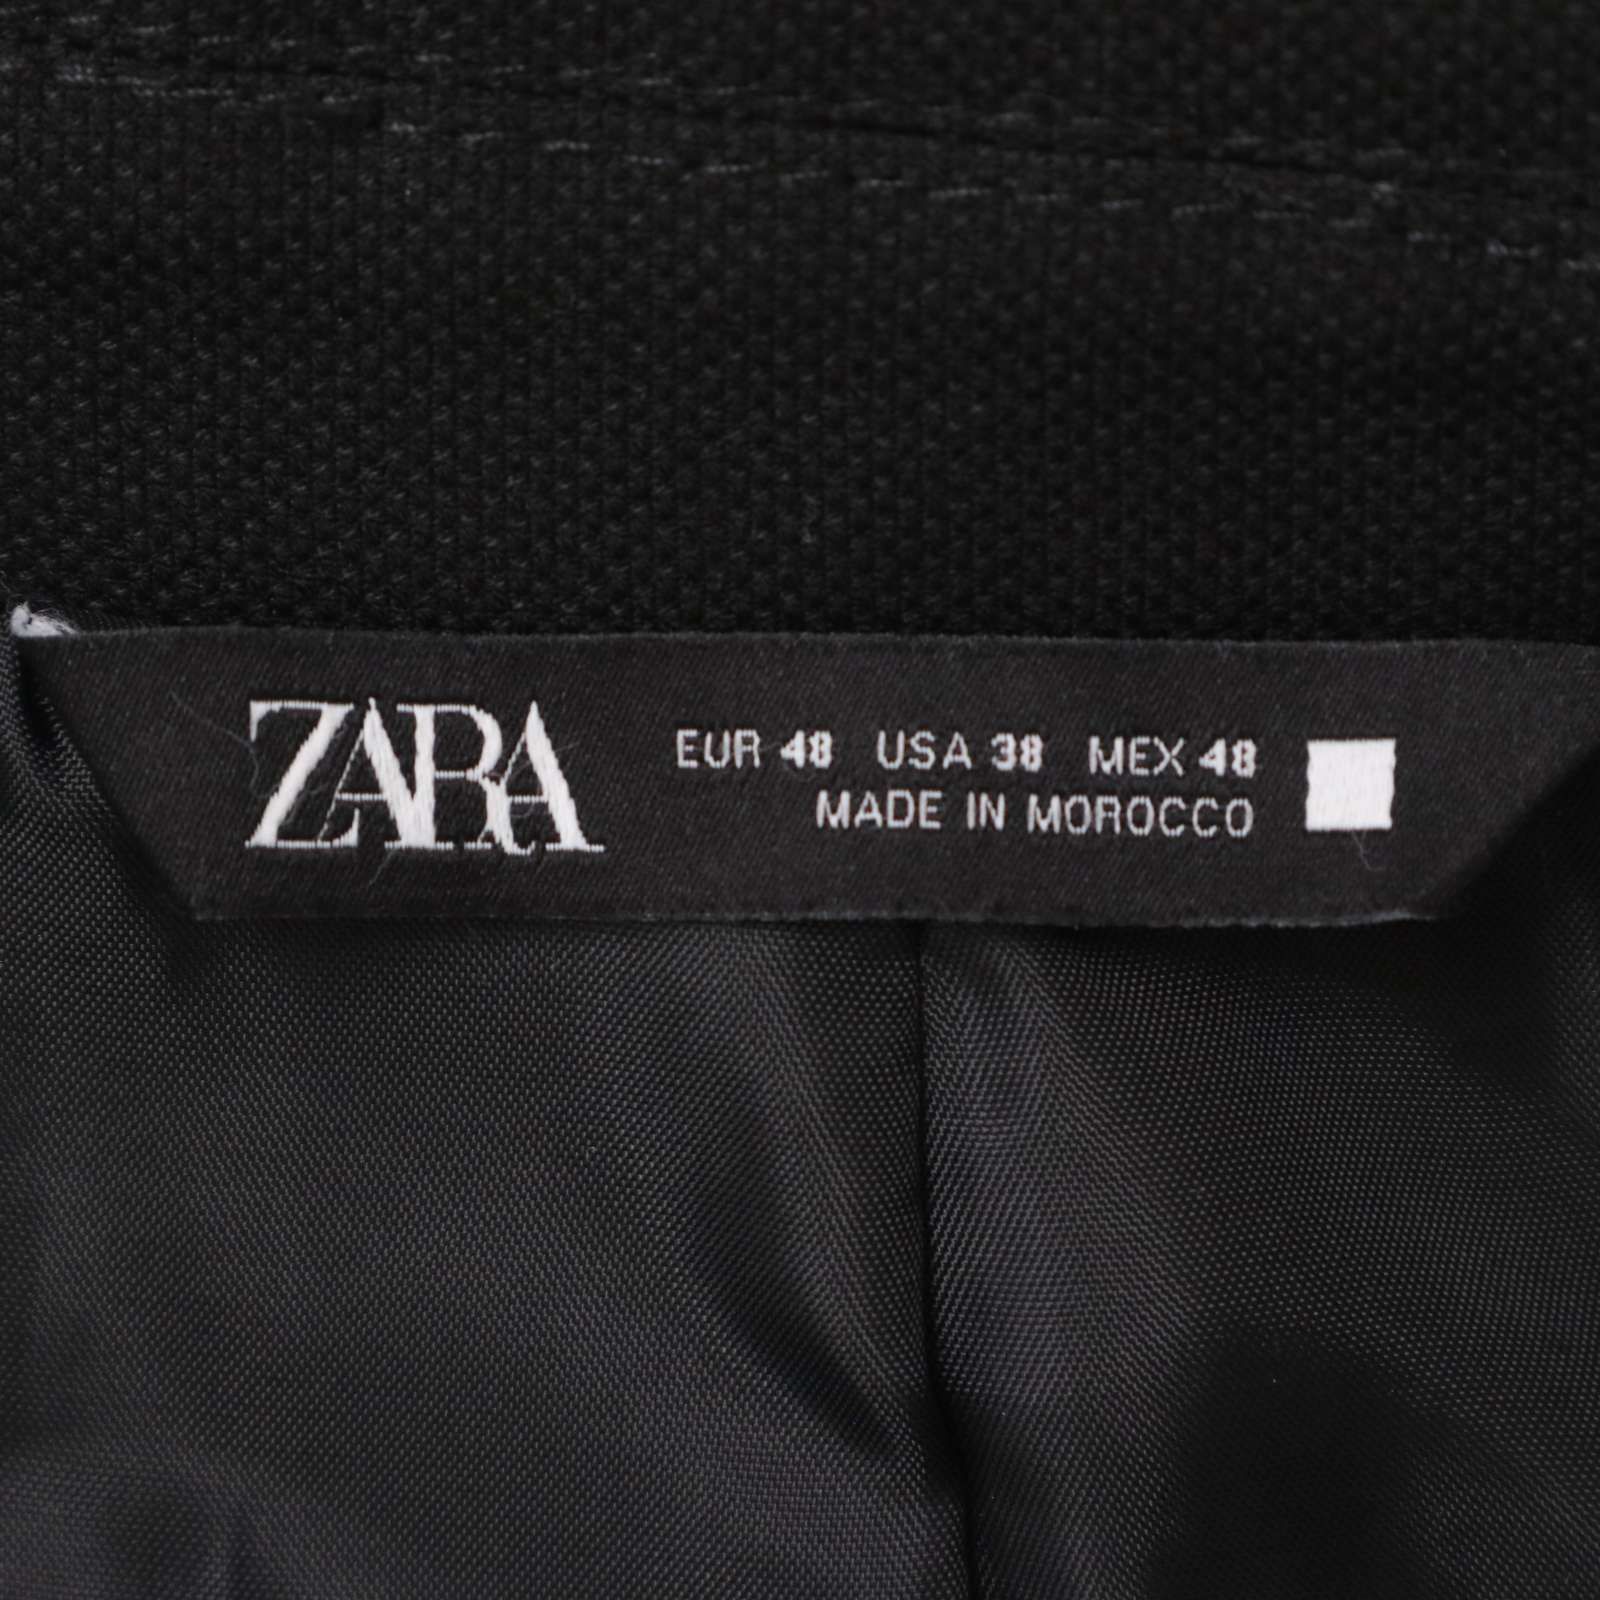 ZARA
EUR 48 USA 38 MEX 48
MADE IN MOROCCO